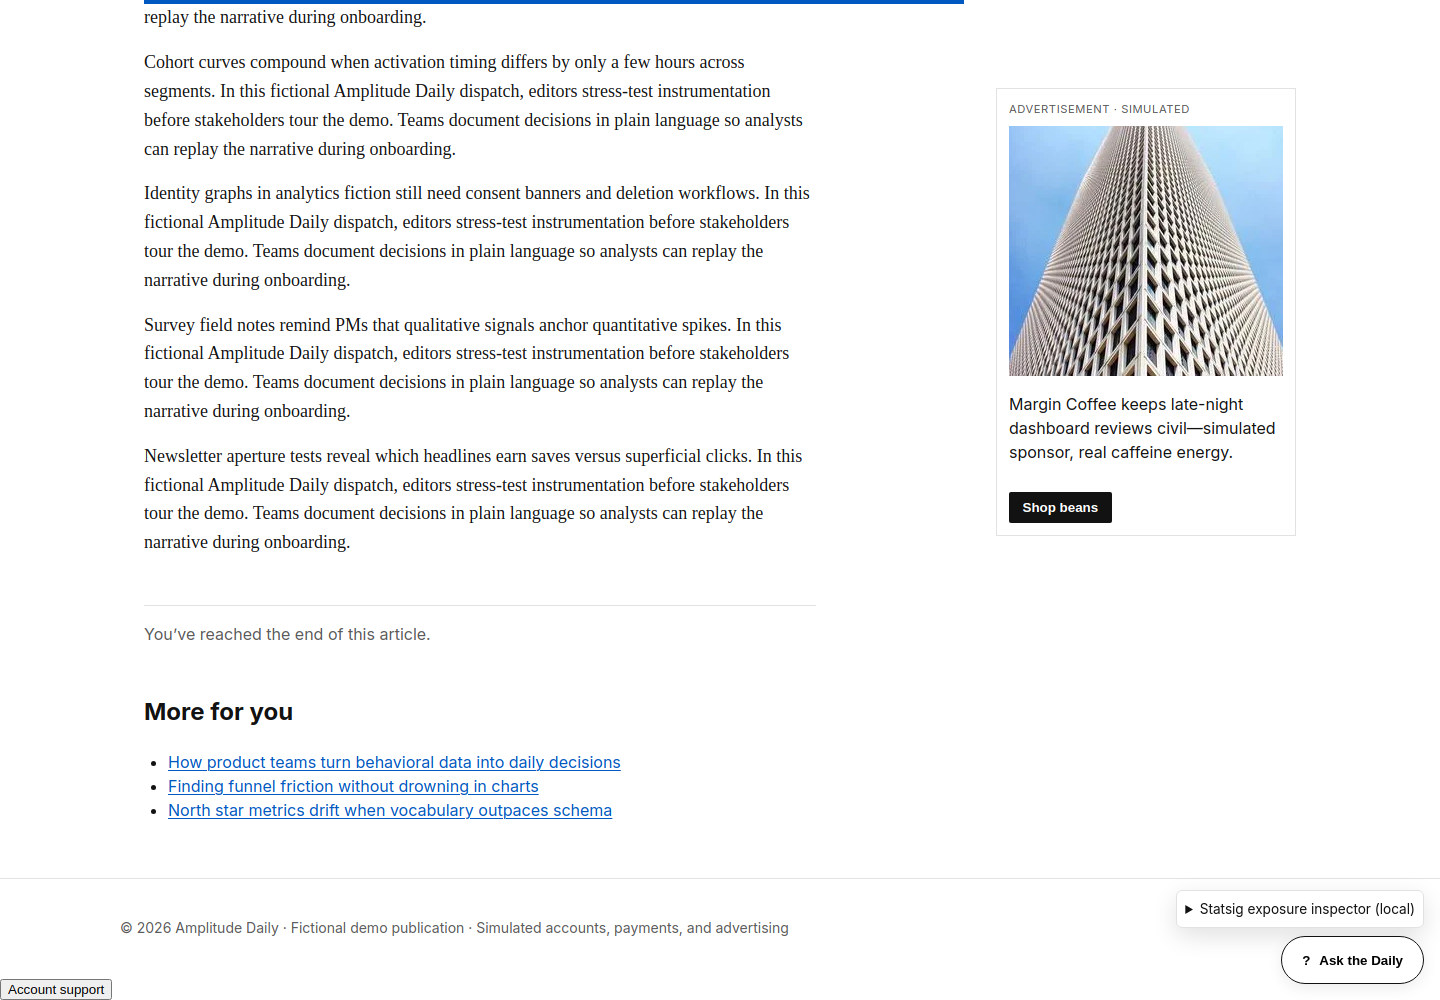 replay the narrative during onboarding.
Cohort curves compound when activation timing differs by only a few hours across
segments. In this fictional Amplitude Daily dispatch, editors stress-test instrumentation
before stakeholders tour the demo. Teams document decisions in plain language so analysts
can replay the narrative during onboarding.
Identity graphs in analytics fiction still need consent banners and deletion workflows. In this
fictional Amplitude Daily dispatch, editors stress-test instrumentation before stakeholders
tour the demo. Teams document decisions in plain language so analysts can replay the
narrative during onboarding.
Survey field notes remind PMs that qualitative signals anchor quantitative spikes. In this
fictional Amplitude Daily dispatch, editors stress-test instrumentation before stakeholders
tour the demo. Teams document decisions in plain language so analysts can replay the
narrative during onboarding.
Newsletter aperture tests reveal which headlines earn saves versus superficial clicks. In this
fictional Amplitude Daily dispatch, editors stress-test instrumentation before stakeholders
tour the demo. Teams document decisions in plain language so analysts can replay the
narrative during onboarding.
You’ve reached the end of this article.
More for you
How product teams turn behavioral data into daily decisions
Finding funnel friction without drowning in charts
North star metrics drift when vocabulary outpaces schema
ADVERTISEMENT · SIMULATED
Margin Coffee keeps late-night
dashboard reviews civil—simulated
sponsor, real caffeine energy.
Shop beans
© 2026 Amplitude Daily · Fictional demo publication · Simulated accounts, payments, and advertising
Statsig exposure inspector (local)
? Ask the Daily
Account support